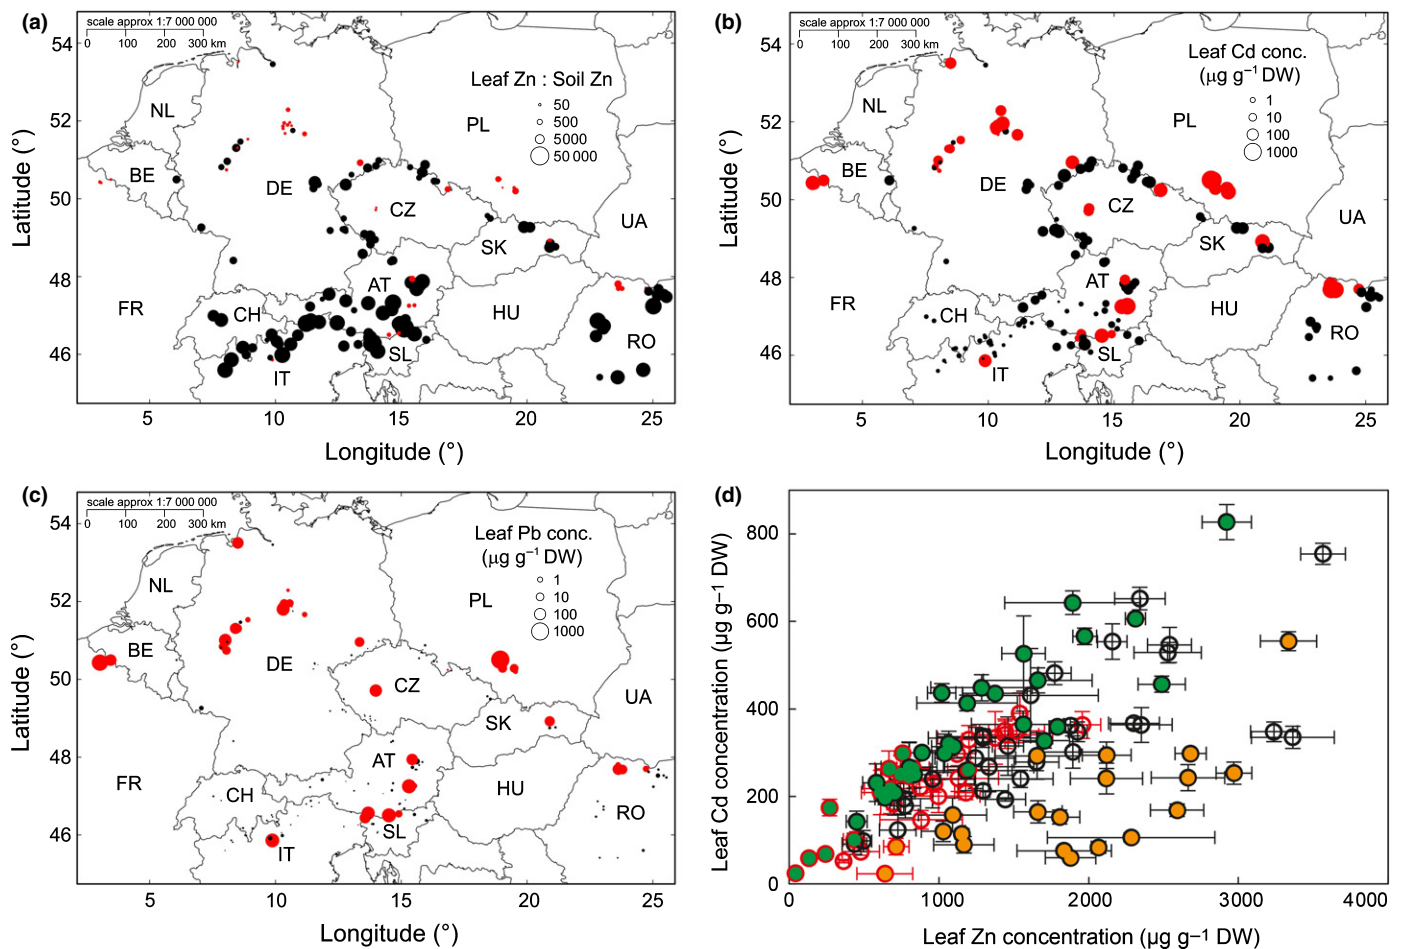 (a)
scale approx 1:7 000 000
0 100 200 300 km
Leaf Zn : Soil Zn
50
500
5000
50 000
NL
BE
DE
PL
CZ
UA
SK
AT
FR
CH
HU
RO
SL
IT
54
52
50
48
46
Latitude (°)
5 10 15 20 25
Longitude (°)
(b)
scale approx 1:7 000 000
0 100 200 300 km
Leaf Cd conc.
(µg g–1 DW)
1
10
100
1000
NL
BE
DE
PL
CZ
UA
SK
AT
FR
CH
HU
RO
SL
IT
54
52
50
48
46
Latitude (°)
5 10 15 20 25
Longitude (°)
(c)
scale approx 1:7 000 000
0 100 200 300 km
Leaf Pb conc.
(µg g–1 DW)
1
10
100
1000
NL
BE
DE
PL
CZ
UA
SK
AT
FR
CH
HU
RO
SL
IT
54
52
50
48
46
Latitude (°)
5 10 15 20 25
Longitude (°)
(d)
800
600
400
200
0
Leaf Cd concentration (µg g–1 DW)
0 1000 2000 3000 4000
Leaf Zn concentration (µg g–1 DW)